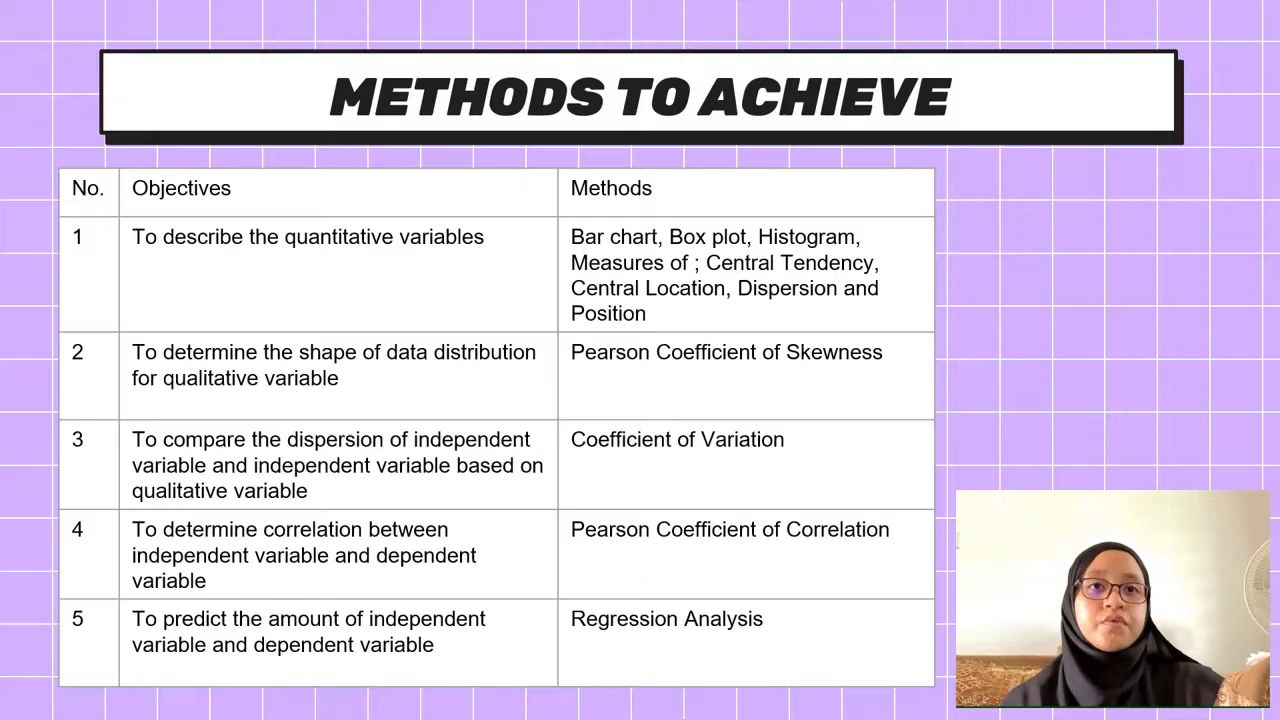 METHODS TO ACHIEVE
No. Objectives Methods
1 To describe the quantitative variables Bar chart, Box plot, Histogram,
Measures of ; Central Tendency,
Central Location, Dispersion and
Position
2 To determine the shape of data distribution Pearson Coefficient of Skewness
for qualitative variable
3 To compare the dispersion of independent Coefficient of Variation
variable and independent variable based on
qualitative variable
4 To determine correlation between Pearson Coefficient of Correlation
independent variable and dependent
variable
5 To predict the amount of independent Regression Analysis
variable and dependent variable